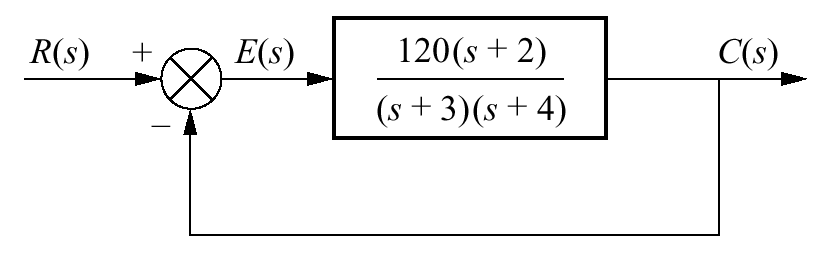 R(s) + E(s) 120(s + 2) C(s)
(s + 3)(s + 4)
−